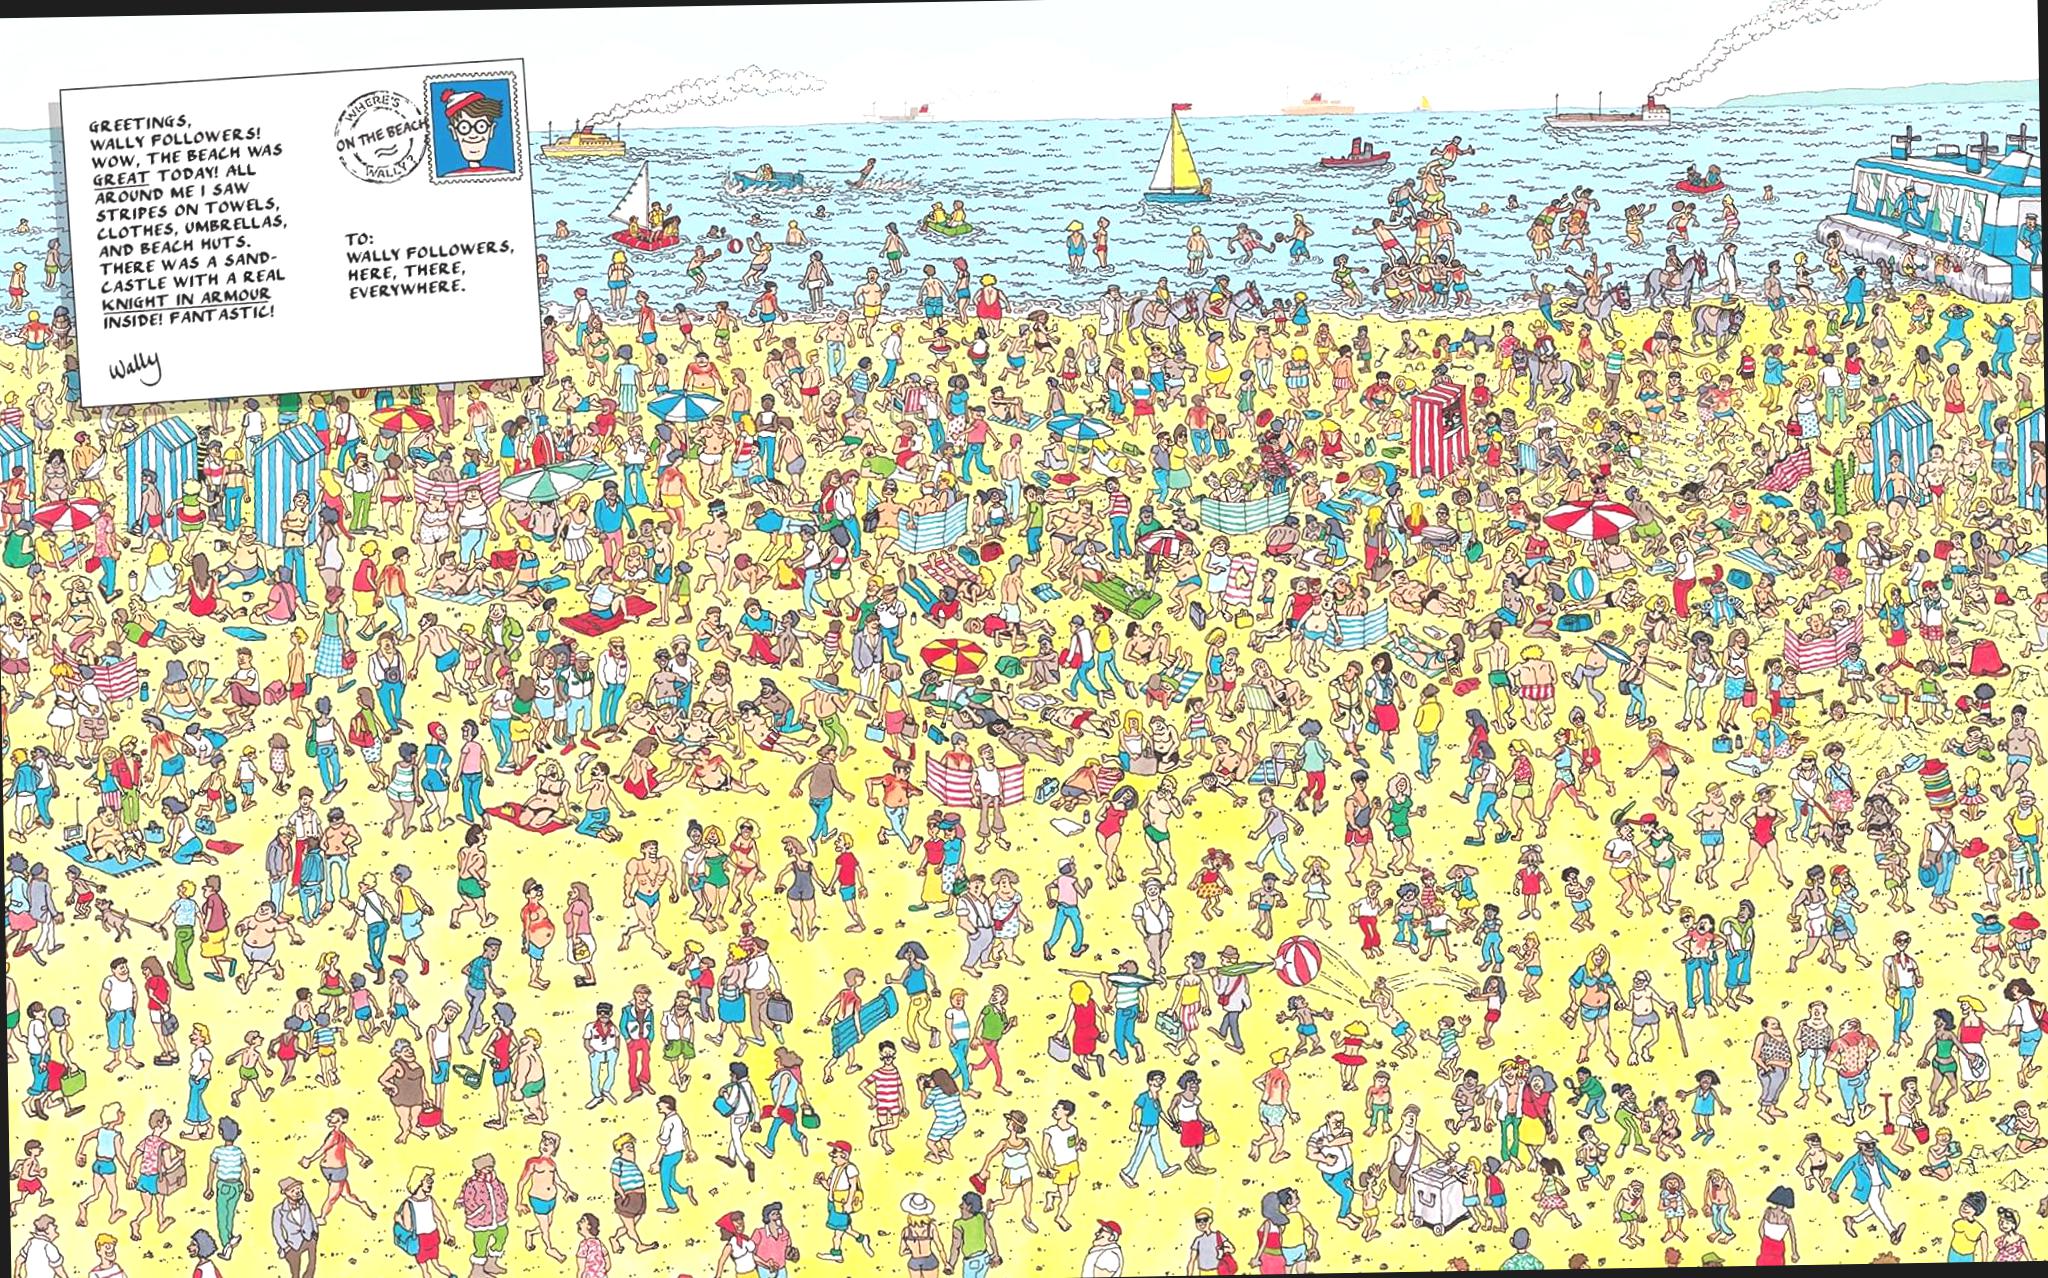 GREETINGS,
WALLY FOLLOWERS!
WOW, THE BEACH WAS
GREAT TODAY! ALL
AROUND ME I SAW
STRIPES ON TOWELS,
CLOTHES, UMBRELLAS,
AND BEACH HUTS.
THERE WAS A SAND-
CASTLE WITH A REAL
KNIGHT IN ARMOUR
INSIDE! FANTASTIC!
Wally
WHERE'S
ON THE BEACH
WALLY?
TO:
WALLY FOLLOWERS,
HERE, THERE,
EVERYWHERE.